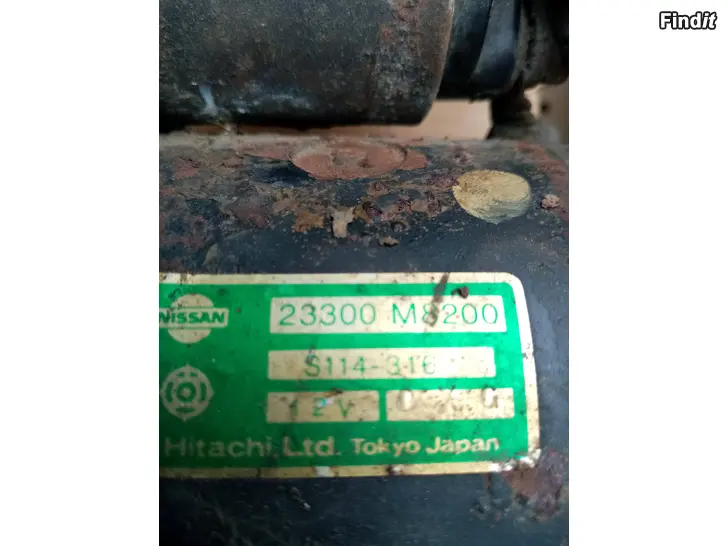 Findit
NISSAN
23300 M8200
S114-316
12V
Hitachi, Ltd. Tokyo Japan